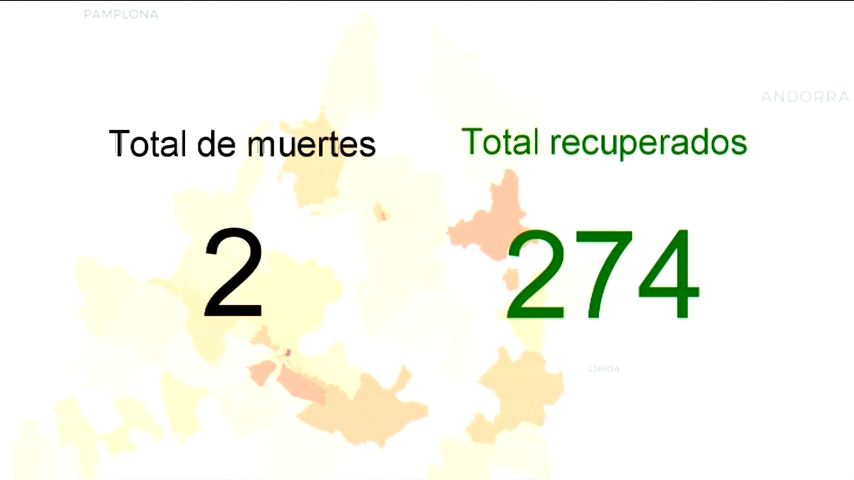 PAMPLONA
ANDORRA
Total de muertes
Total recuperados
2
274
Lleida